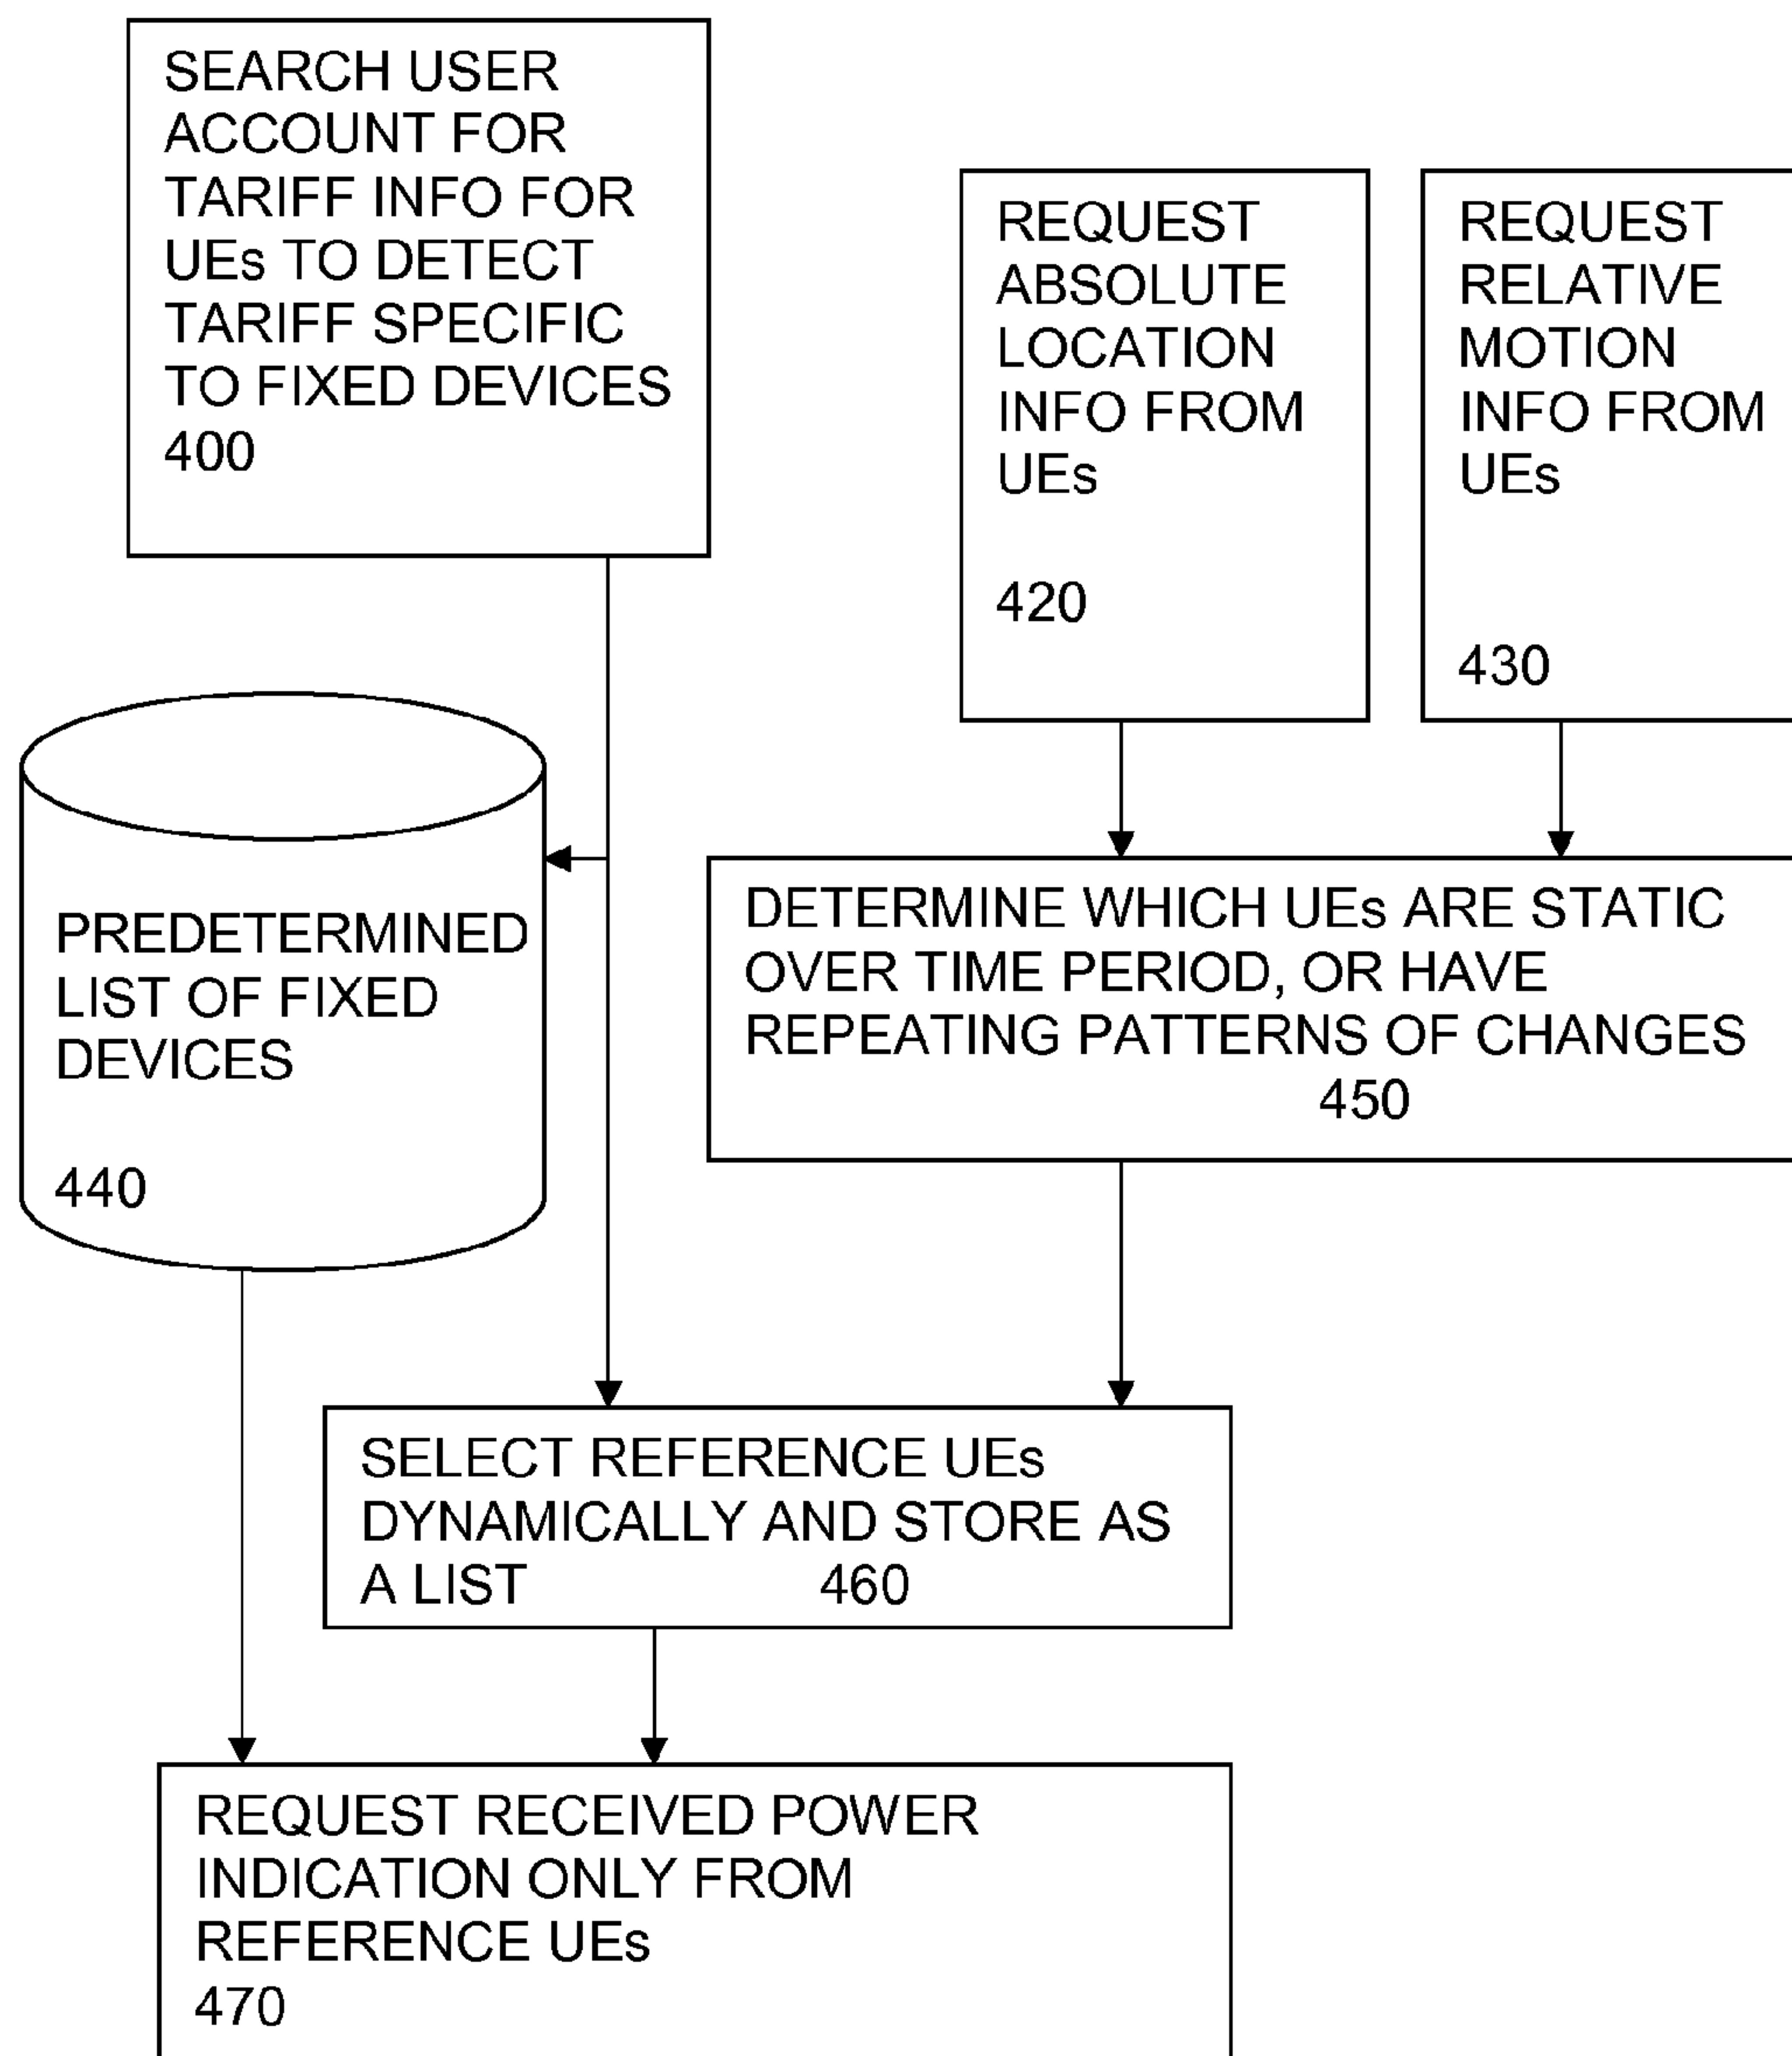 SEARCH USER
ACCOUNT FOR
TARIFF INFO FOR
UEs TO DETECT
TARIFF SPECIFIC
TO FIXED DEVICES
400
REQUEST
ABSOLUTE
LOCATION
INFO FROM
UEs
420
REQUEST
RELATIVE
MOTION
INFO FROM
UEs
430
PREDETERMINED
LIST OF FIXED
DEVICES
440
DETERMINE WHICH UEs ARE STATIC
OVER TIME PERIOD, OR HAVE
REPEATING PATTERNS OF CHANGES
450
SELECT REFERENCE UEs
DYNAMICALLY AND STORE AS
A LIST 460
REQUEST RECEIVED POWER
INDICATION ONLY FROM
REFERENCE UEs
470